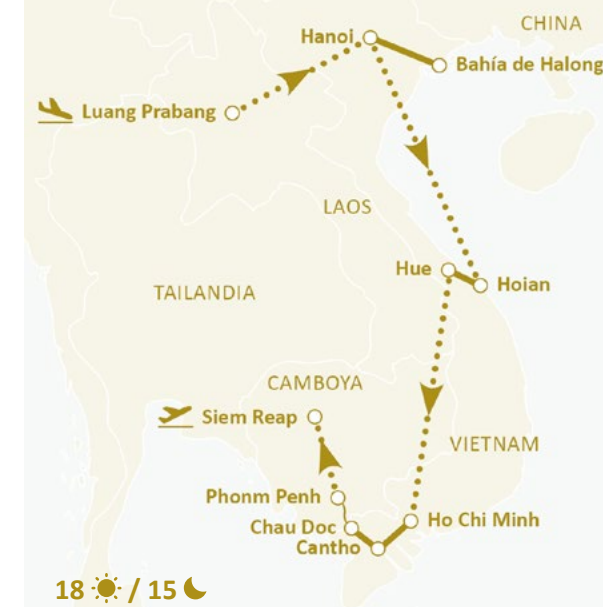 CHINA
Hanoi
Bahía de Halong
Luang Prabang
LAOS
Hue
Hoian
TAILANDIA
CAMBOYA
Siem Reap
VIETNAM
Phonm Penh
Chau Doc
Ho Chi Minh
Cantho
18 / 15